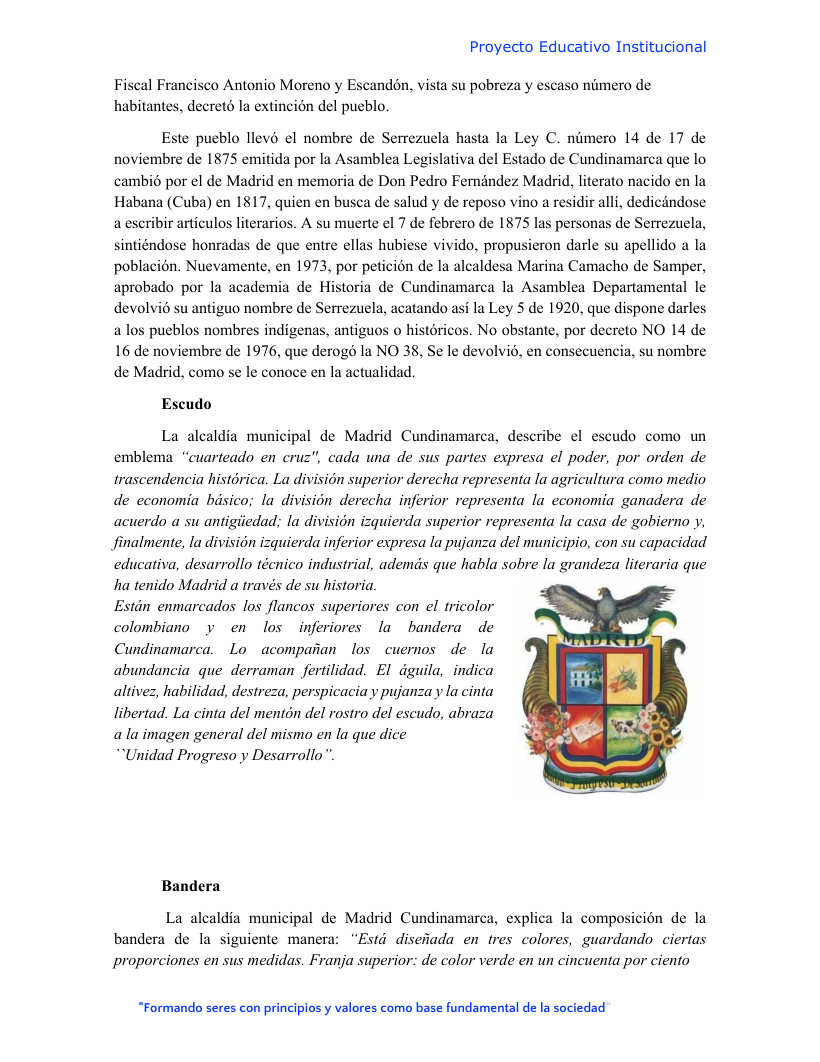 Proyecto Educativo Institucional
Fiscal Francisco Antonio Moreno y Escandón, vista su pobreza y escaso número de
habitantes, decretó la extinción del pueblo.
Este pueblo llevó el nombre de Serrezuela hasta la Ley C. número 14 de 17 de
noviembre de 1875 emitida por la Asamblea Legislativa del Estado de Cundinamarca que lo
cambió por el de Madrid en memoria de Don Pedro Fernández Madrid, literato nacido en la
Habana (Cuba) en 1817, quien en busca de salud y de reposo vino a residir allí, dedicándose
a escribir artículos literarios. A su muerte el 7 de febrero de 1875 las personas de Serrezuela,
sintiéndose honradas de que entre ellas hubiese vivido, propusieron darle su apellido a la
población. Nuevamente, en 1973, por petición de la alcaldesa Marina Camacho de Samper,
aprobado por la academia de Historia de Cundinamarca la Asamblea Departamental le
devolvió su antiguo nombre de Serrezuela, acatando así la Ley 5 de 1920, que dispone darles
a los pueblos nombres indígenas, antiguos o históricos. No obstante, por decreto NO 14 de
16 de noviembre de 1976, que derogó la NO 38, Se le devolvió, en consecuencia, su nombre
de Madrid, como se le conoce en la actualidad.
Escudo
La alcaldía municipal de Madrid Cundinamarca, describe el escudo como un
emblema “cuarteado en cruz", cada una de sus partes expresa el poder, por orden de
trascendencia histórica. La división superior derecha representa la agricultura como medio
de economía básico; la división derecha inferior representa la economía ganadera de
acuerdo a su antigüedad; la división izquierda superior representa la casa de gobierno y,
finalmente, la división izquierda inferior expresa la pujanza del municipio, con su capacidad
educativa, desarrollo técnico industrial, además que habla sobre la grandeza literaria que
ha tenido Madrid a través de su historia.
Están enmarcados los flancos superiores con el tricolor
colombiano y en los inferiores la bandera de
Cundinamarca. Lo acompañan los cuernos de la
abundancia que derraman fertilidad. El águila, indica
altivez, habilidad, destreza, perspicacia y pujanza y la cinta
libertad. La cinta del mentón del rostro del escudo, abraza
a la imagen general del mismo en la que dice
``Unidad Progreso y Desarrollo”.
MADRID
Progreso
Bandera
La alcaldía municipal de Madrid Cundinamarca, explica la composición de la
bandera de la siguiente manera: “Está diseñada en tres colores, guardando ciertas
proporciones en sus medidas. Franja superior: de color verde en un cincuenta por ciento
"Formando seres con principios y valores como base fundamental de la sociedad¨